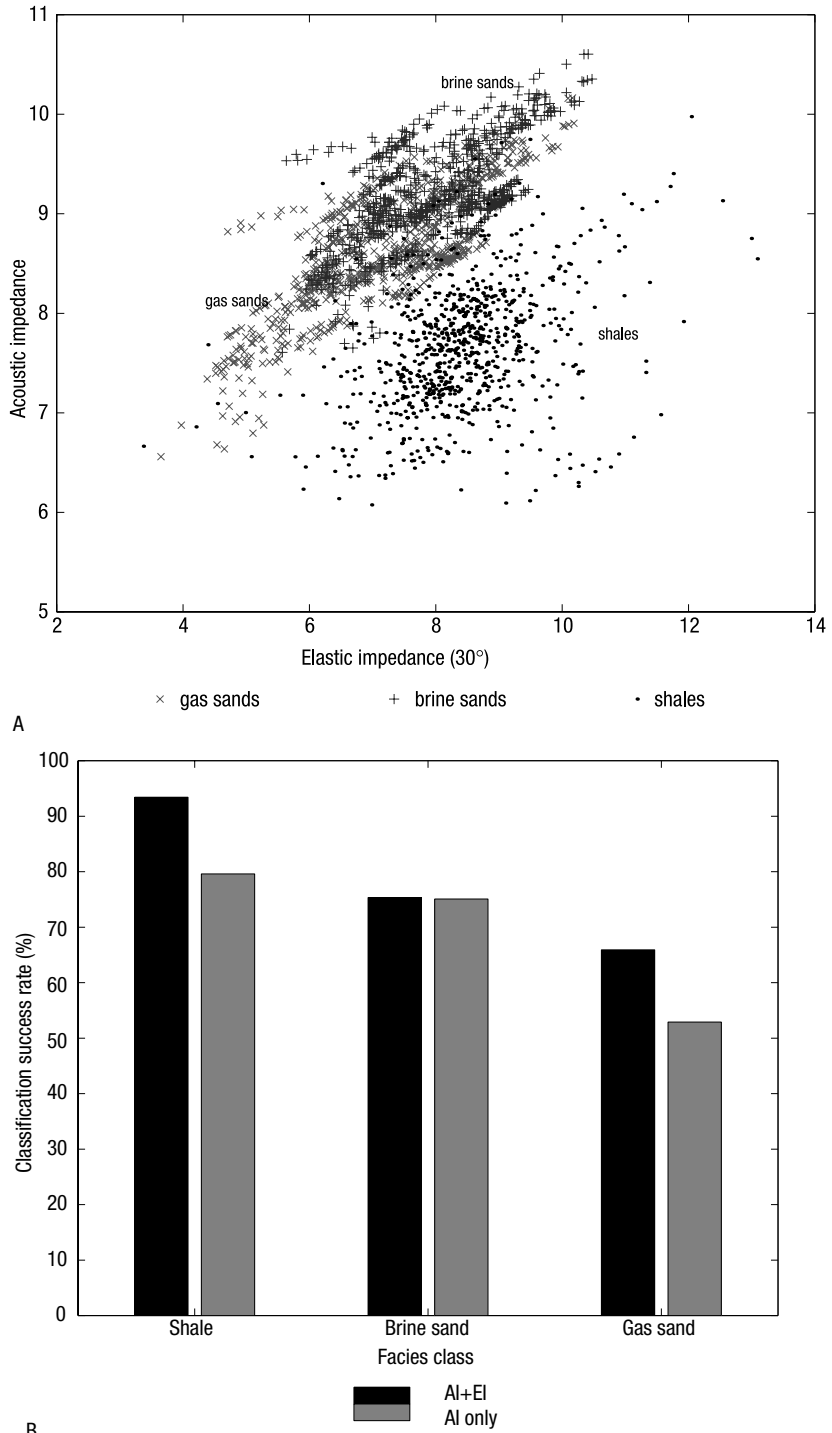 11
10
9
8
7
6
5
Acoustic impedance
brine sands
gas sands
shales
2 4 6 8 10 12 14
Elastic impedance (30°)
× gas sands + brine sands • shales
A
100
90
80
70
60
50
40
30
20
10
0
Classification success rate (%)
Shale Brine sand Gas sand
Facies class
AI+EI
AI only
B